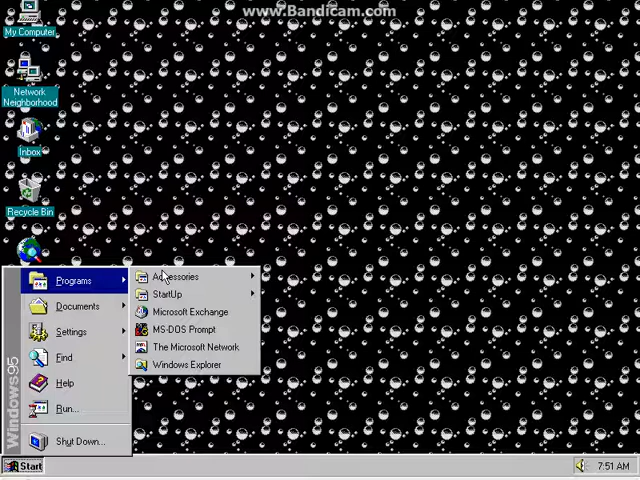 www.Bandicam.com
My Computer
Network
Neighborhood
Inbox
Recycle Bin
Programs
Documents
Settings
Find
Help
Run...
Shut Down...
Windows95
Accessories
StartUp
Microsoft Exchange
MS-DOS Prompt
The Microsoft Network
Windows Explorer
Start
7:51 AM